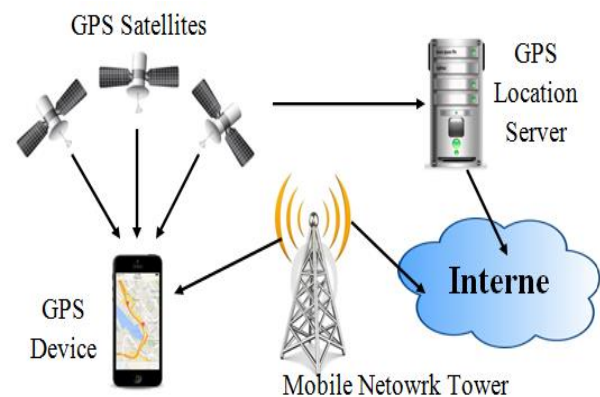 GPS Satellites
GPS
Location
Server
Interne
GPS
Device
Mobile Netowrk Tower